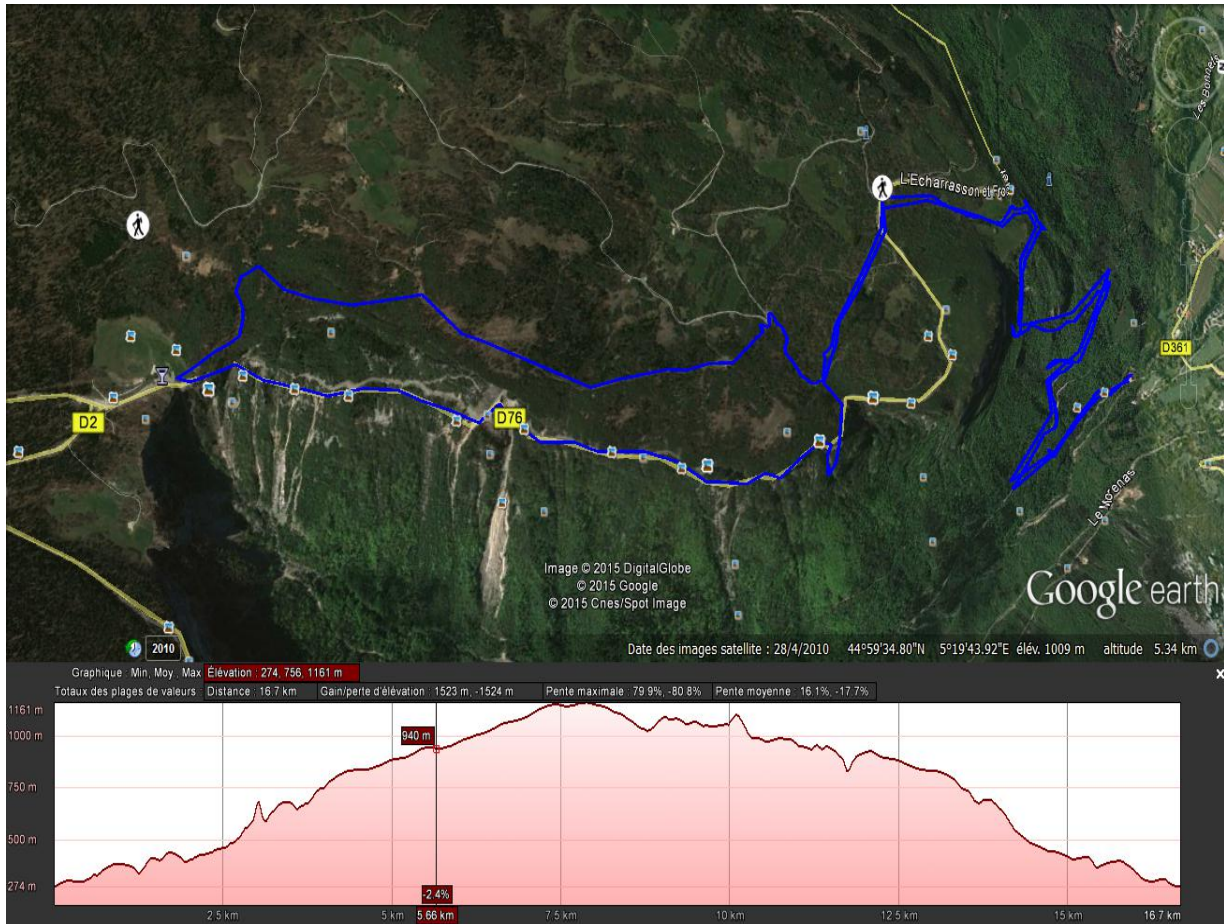 Les Bonnets
L'Echarrasson et Froc
D361
D2
D76
Image © 2015 DigitalGlobe
© 2015 Google
© 2015 Cnes/Spot Image
Google earth
2010
Date des images satellite : 28/4/2010 44°59'34.80"N 5°19'43.92"E élév. 1009 m altitude 5.34 km
Graphique : Min, Moy, Max Élévation : 274, 756, 1161 m
x
Totaux des plages de valeurs : Distance : 16.7 km Gain/perte d'élévation : 1523 m, -1524 m Pente maximale : 79.9%, -80.8% Pente moyenne : 16.1%, -17.7%
1161 m
1000 m
940 m
750 m
500 m
274 m
-2.4%
2.5 km 5 km 5.66 km 7.5 km 10 km 12.5 km 15 km 16.7 km